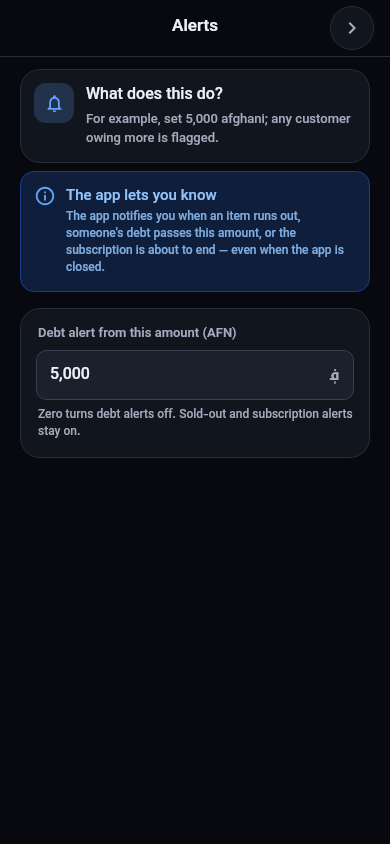 Alerts
What does this do?
For example, set 5,000 afghani; any customer
owing more is flagged.
The app lets you know
The app notifies you when an item runs out,
someone's debt passes this amount, or the
subscription is about to end — even when the app is
closed.
Debt alert from this amount (AFN)
5,000 ؋
Zero turns debt alerts off. Sold-out and subscription alerts
stay on.